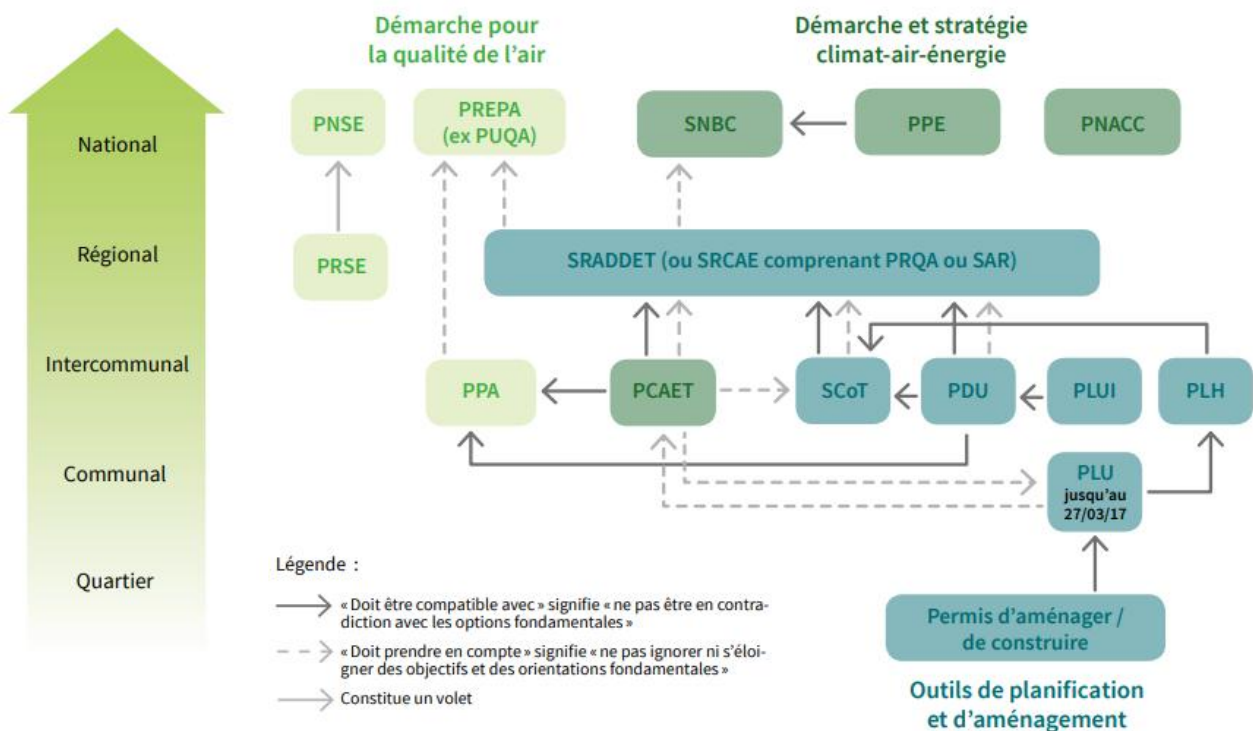 Démarche pour
la qualité de l’air
Démarche et stratégie
climat-air-énergie
National
PNSE
PREPA
(ex PUQA)
SNBC
PPE
PNACC
Régional
PRSE
SRADDET (ou SRCAE comprenant PRQA ou SAR)
Intercommunal
PPA
PCAET
SCoT
PDU
PLUI
PLH
Communal
PLU
jusqu’au
27/03/17
Quartier
Permis d’aménager /
de construire
Outils de planification
et d’aménagement
Légende :
« Doit être compatible avec » signifie « ne pas être en contra-
diction avec les options fondamentales »
« Doit prendre en compte » signifie « ne pas ignorer ni s’éloi-
gner des objectifs et des orientations fondamentales »
Constitue un volet